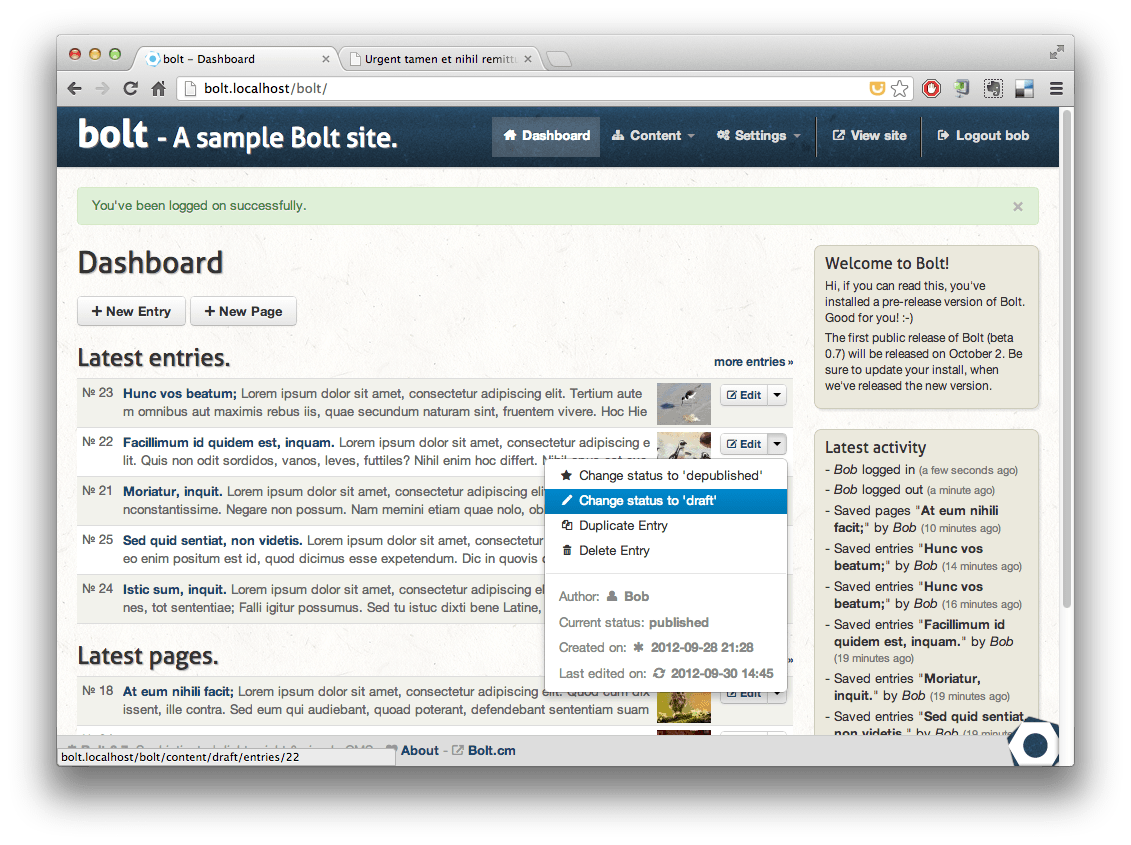 bolt – Dashboard
Urgent tamen et nihil remittu
bolt.localhost/bolt/
bolt - A sample Bolt site.
Dashboard
Content
Settings
View site
Logout bob
You've been logged on successfully.
×
Dashboard
+ New Entry
+ New Page
Latest entries.
more entries »
№ 23 Hunc vos beatum; Lorem ipsum dolor sit amet, consectetur adipiscing elit. Tertium aute
m omnibus aut maximis rebus iis, quae secundum naturam sint, fruentem vivere. Hoc Hie
Edit
№ 22 Facillimum id quidem est, inquam. Lorem ipsum dolor sit amet, consectetur adipiscing e
lit. Quis non odit sordidos, vanos, leves, futtiles? Nihil enim hoc differt.
Edit
Change status to 'depublished'
Change status to 'draft'
Duplicate Entry
Delete Entry
Author: Bob
Current status: published
Created on: 2012-09-28 21:28
Last edited on: 2012-09-30 14:45
№ 21 Moriatur, inquit. Lorem ipsum dolor sit amet, consectetur adipiscing eli
nconstantissime. Negare non possum. Nam memini etiam quae nolo, ob
№ 25 Sed quid sentiat, non videtis. Lorem ipsum dolor sit amet, consectetur
eo enim positum est id, quod dicimus esse expetendum. Dic in quovis
№ 24 Istic sum, inquit. Lorem ipsum dolor sit amet, consectetur adipiscing el
nes, tot sententiae; Falli igitur possumus. Sed tu istuc dixti bene Latine,
Latest pages.
»
№ 18 At eum nihili facit; Lorem ipsum dolor sit amet, consectetur adipiscing elit. Quod cum dix
issent, ille contra. Sed eum qui audiebant, quoad poterant, defendebant sententiam suam
Edit
About - Bolt.cm
bolt.localhost/bolt/content/draft/entries/22
Welcome to Bolt!
Hi, if you can read this, you've
installed a pre-release version of Bolt.
Good for you! :-)
The first public release of Bolt (beta
0.7) will be released on October 2. Be
sure to update your install, when
we've released the new version.
Latest activity
- Bob logged in (a few seconds ago)
- Bob logged out (a minute ago)
- Saved pages "At eum nihili
facit;" by Bob (10 minutes ago)
- Saved entries "Hunc vos
beatum;" by Bob (14 minutes ago)
- Saved entries "Hunc vos
beatum;" by Bob (16 minutes ago)
- Saved entries "Facillimum id
quidem est, inquam." by Bob
(19 minutes ago)
- Saved entries "Moriatur,
inquit." by Bob (19 minutes ago)
- Saved entries "Sed quid sentiat,
non videtis." by Bob (19 minutes